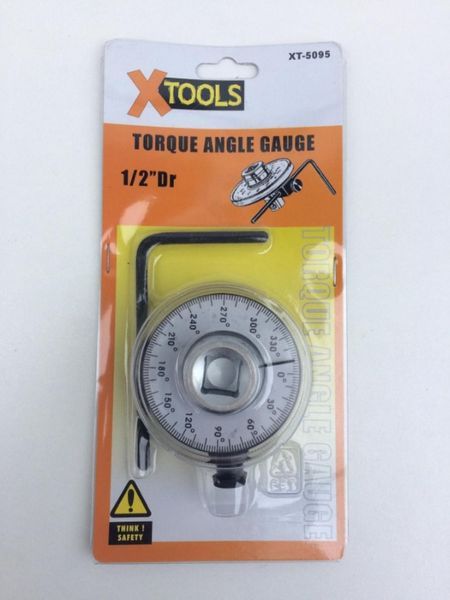 XT-5095
XTOOLS
TORQUE ANGLE GAUGE
1/2"Dr
TORQUE ANGLE GAUGE
270°
300°
330°
0°
30°
60°
90°
120°
150°
180°
210°
240°
PET
THINK !
SAFETY